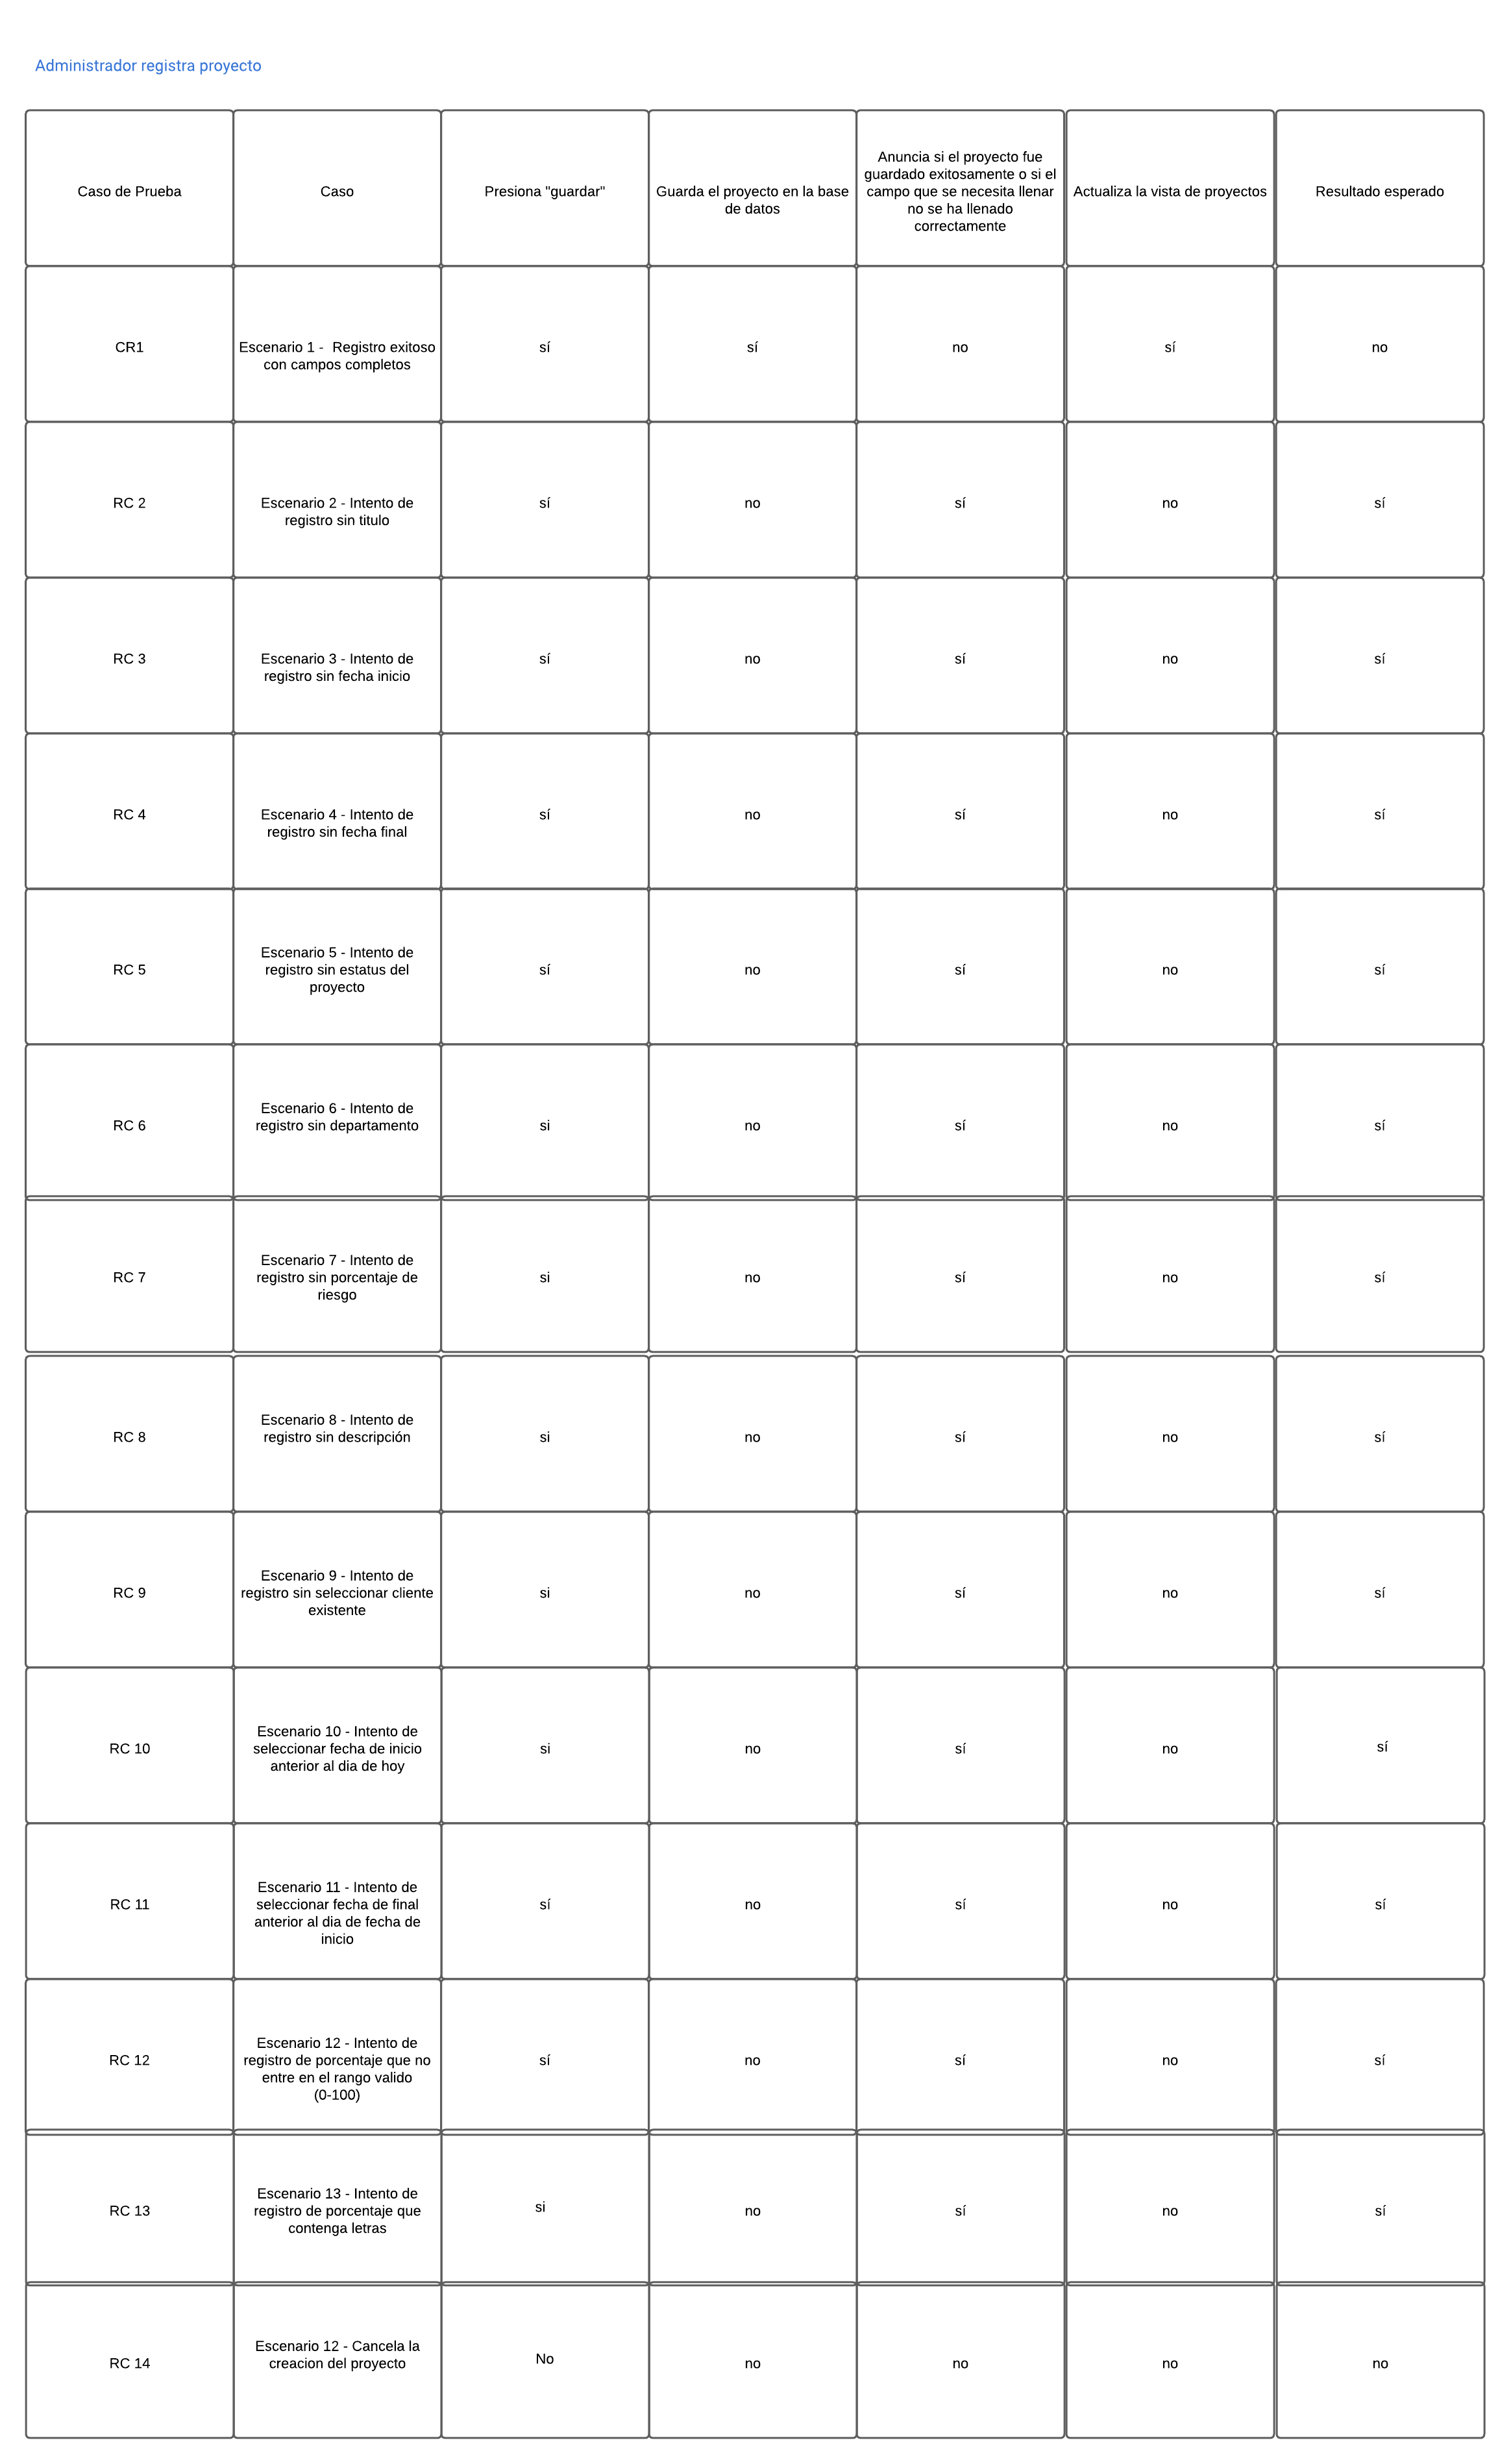 Administrador registra proyecto
Caso de Prueba
Caso
Presiona "guardar"
Guarda el proyecto en la base
de datos
Anuncia si el proyecto fue
guardado exitosamente o si el
campo que se necesita llenar
no se ha llenado
correctamente
Actualiza la vista de proyectos
Resultado esperado
CR1
Escenario 1 -  Registro exitoso
con campos completos
sí
sí
no
sí
no
RC 2
Escenario 2 - Intento de
registro sin titulo
sí
no
sí
no
sí
RC 3
Escenario 3 - Intento de
registro sin fecha inicio
sí
no
sí
no
sí
RC 4
Escenario 4 - Intento de
registro sin fecha final
sí
no
sí
no
sí
RC 5
Escenario 5 - Intento de
registro sin estatus del
proyecto
sí
no
sí
no
sí
RC 6
Escenario 6 - Intento de
registro sin departamento
si
no
sí
no
sí
RC 7
Escenario 7 - Intento de
registro sin porcentaje de
riesgo
si
no
sí
no
sí
RC 8
Escenario 8 - Intento de
registro sin descripción
si
no
sí
no
sí
RC 9
Escenario 9 - Intento de
registro sin seleccionar cliente
existente
si
no
sí
no
sí
RC 10
Escenario 10 - Intento de
seleccionar fecha de inicio
anterior al dia de hoy
si
no
sí
no
sí
RC 11
Escenario 11 - Intento de
seleccionar fecha de final
anterior al dia de fecha de
inicio
sí
no
sí
no
sí
RC 12
Escenario 12 - Intento de
registro de porcentaje que no
entre en el rango valido
(0-100)
sí
no
sí
no
sí
RC 13
Escenario 13 - Intento de
registro de porcentaje que
contenga letras
si
no
sí
no
sí
RC 14
Escenario 12 - Cancela la
creacion del proyecto
No
no
no
no
no